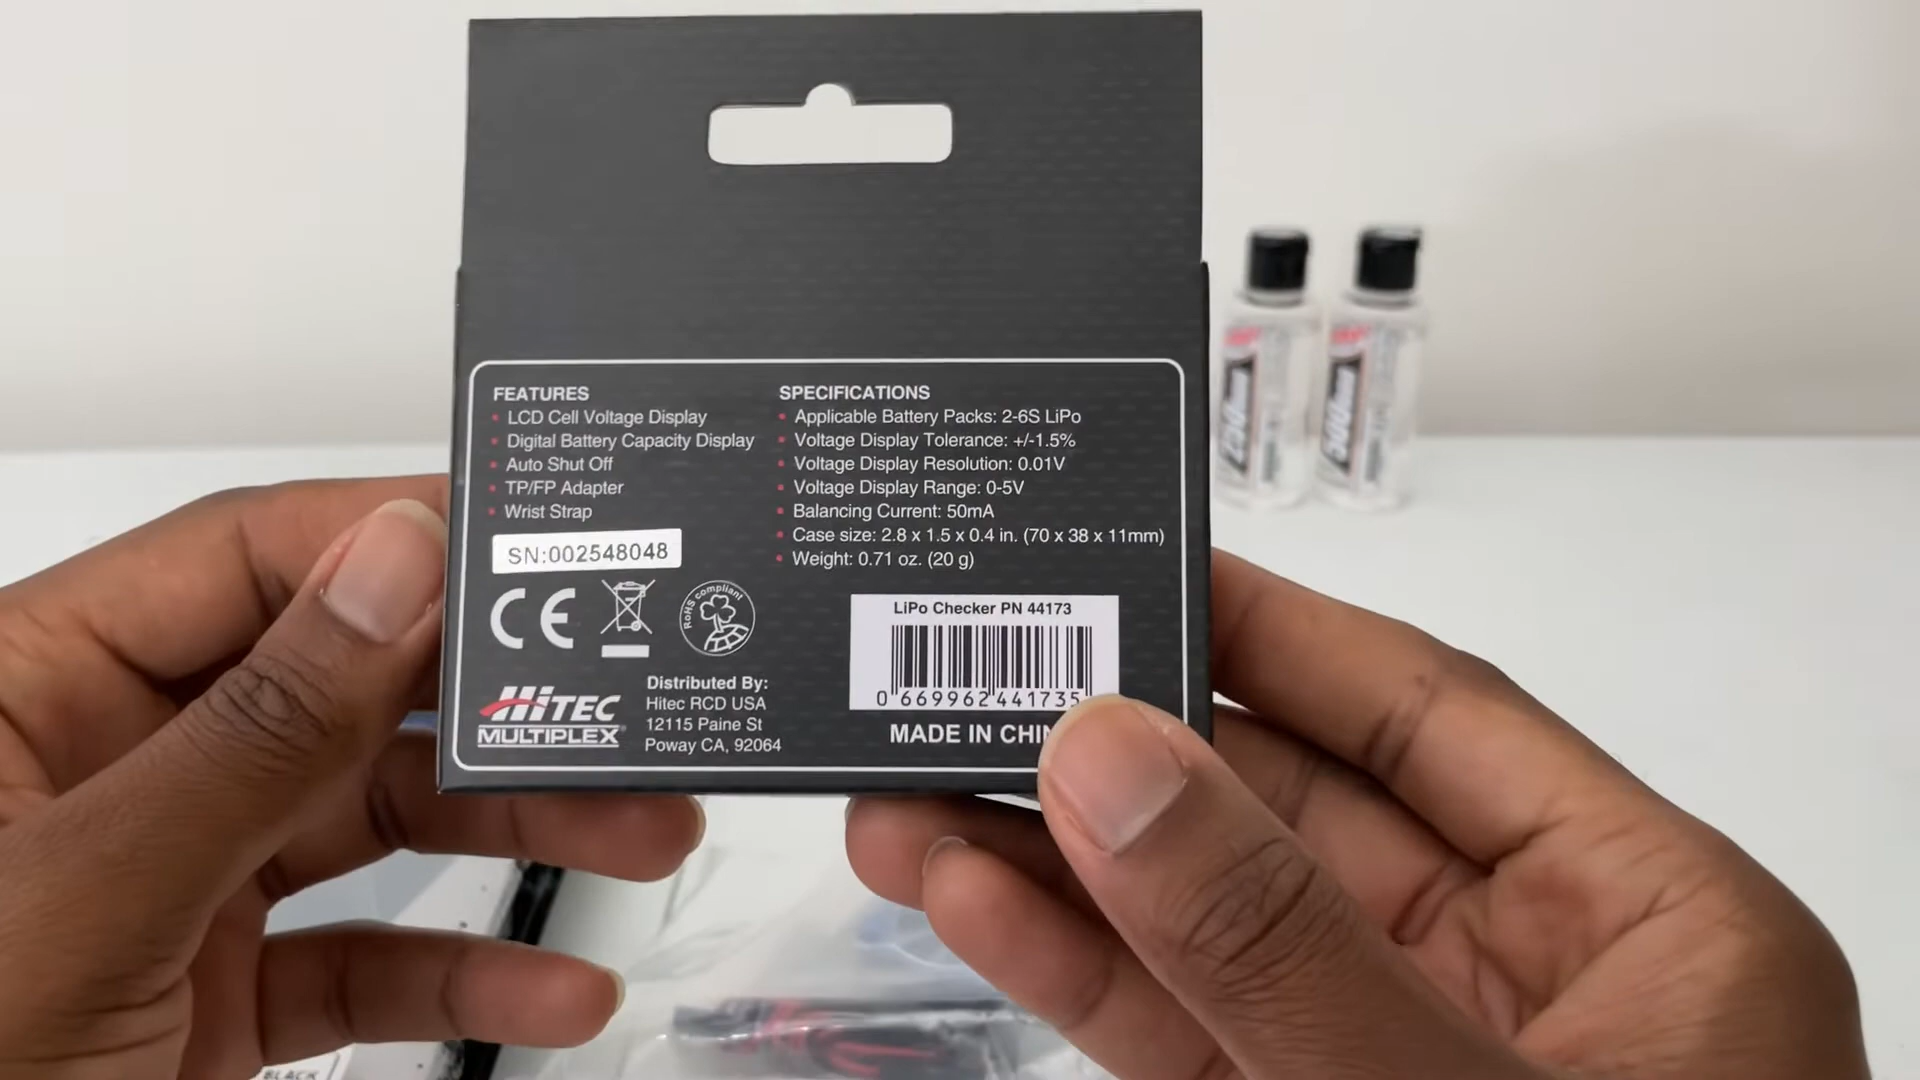 FEATURES
• LCD Cell Voltage Display
• Digital Battery Capacity Display
• Auto Shut Off
• TP/FP Adapter
• Wrist Strap
SN:002548048
SPECIFICATIONS
• Applicable Battery Packs: 2-6S LiPo
• Voltage Display Tolerance: +/-1.5%
• Voltage Display Resolution: 0.01V
• Voltage Display Range: 0-5V
• Balancing Current: 50mA
• Case size: 2.8 x 1.5 x 0.4 in. (70 x 38 x 11mm)
• Weight: 0.71 oz. (20 g)
CE
RoHS compliant
HiTEC
MULTIPLEX
Distributed By:
Hitec RCD USA
12115 Paine St
Poway CA, 92064
LiPo Checker PN 44173
0 669962 441735
MADE IN CHIN
250
500
BLACK